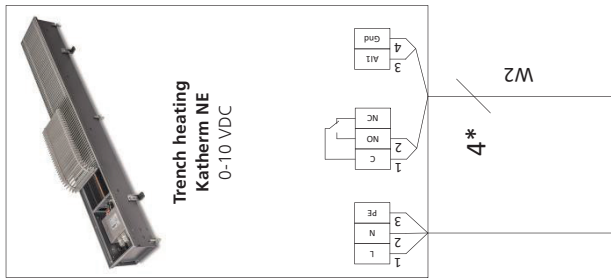 Trench heating
Katherm NE
0-10 VDC
Gnd
4
AI1
3
NC
NO
2
C
1
PE
3
N
2
L
1
W2
4*